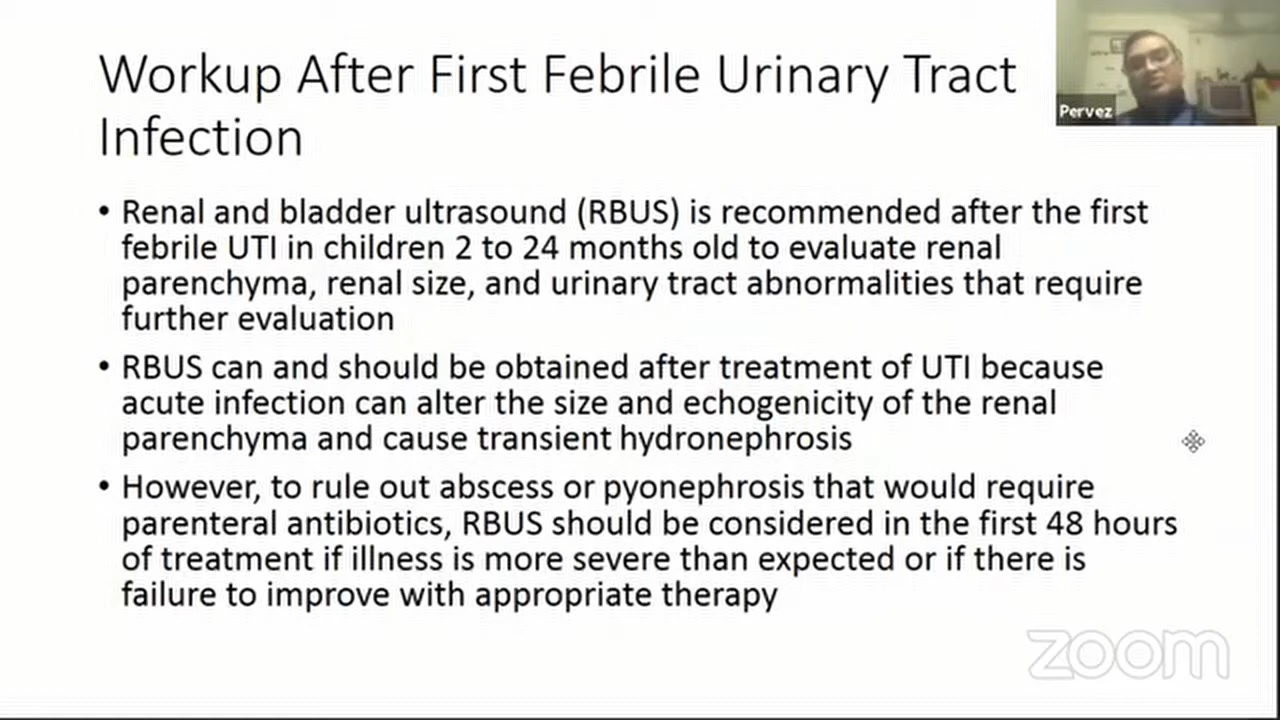 Workup After First Febrile Urinary Tract
Infection
Pervez
• Renal and bladder ultrasound (RBUS) is recommended after the first
febrile UTI in children 2 to 24 months old to evaluate renal
parenchyma, renal size, and urinary tract abnormalities that require
further evaluation
• RBUS can and should be obtained after treatment of UTI because
acute infection can alter the size and echogenicity of the renal
parenchyma and cause transient hydronephrosis
• However, to rule out abscess or pyonephrosis that would require
parenteral antibiotics, RBUS should be considered in the first 48 hours
of treatment if illness is more severe than expected or if there is
failure to improve with appropriate therapy
zoom